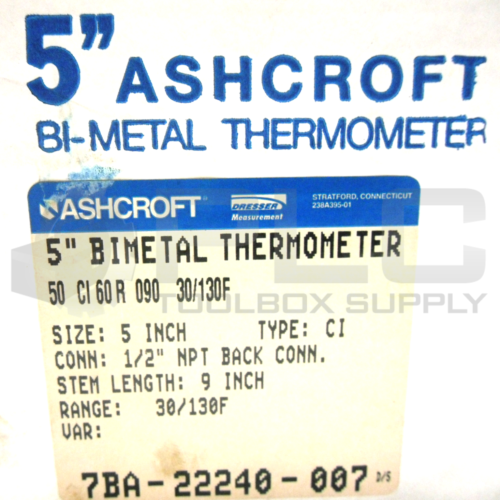 5" ASHCROFT
BI-METAL THERMOMETER
ASHCROFT
DRESSER
Measurement
STRATFORD, CONNECTICUT
238A395-01
5" BIMETAL THERMOMETER
50 CI 60 R 090 30/130F
PLC
TOOLBOX SUPPLY
SIZE: 5 INCH TYPE: CI
CONN: 1/2" NPT BACK CONN.
STEM LENGTH: 9 INCH
RANGE: 30/130F
VAR:
7BA-22240-007 D/S